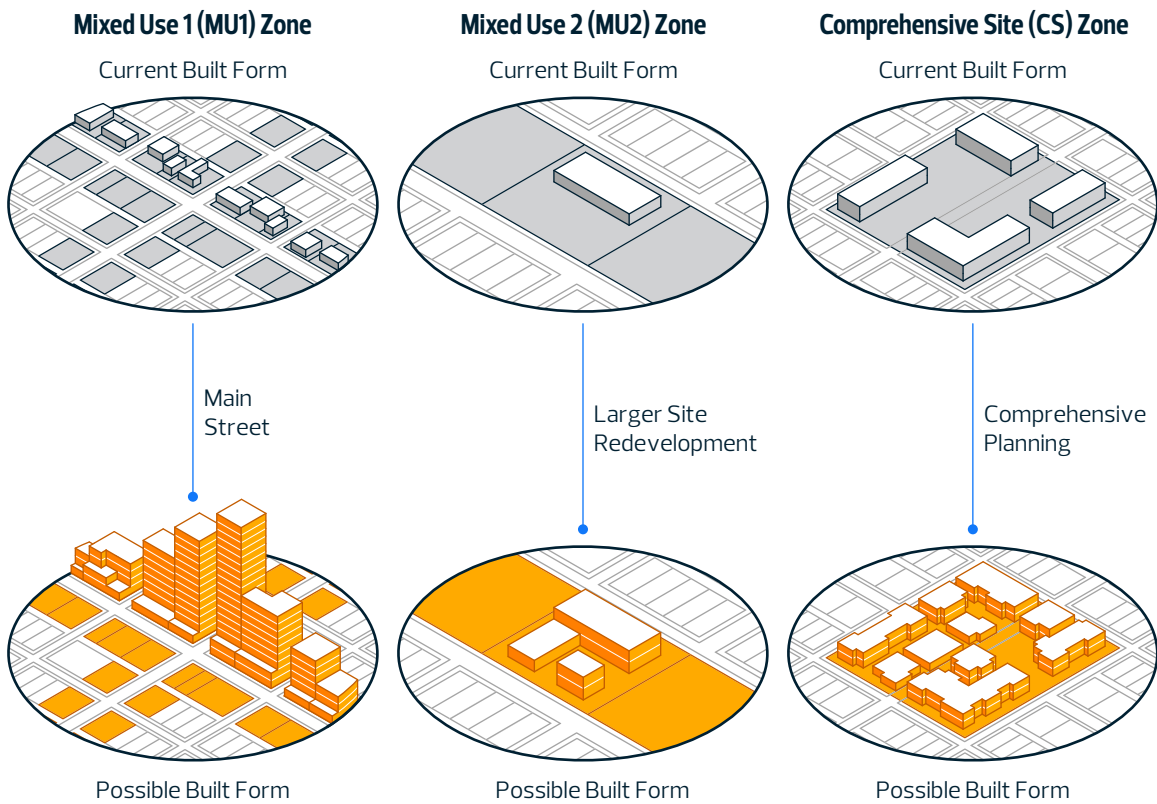 Mixed Use 1 (MU1) Zone
Current Built Form
Main
Street
Possible Built Form
Mixed Use 2 (MU2) Zone
Current Built Form
Larger Site
Redevelopment
Possible Built Form
Comprehensive Site (CS) Zone
Current Built Form
Comprehensive
Planning
Possible Built Form